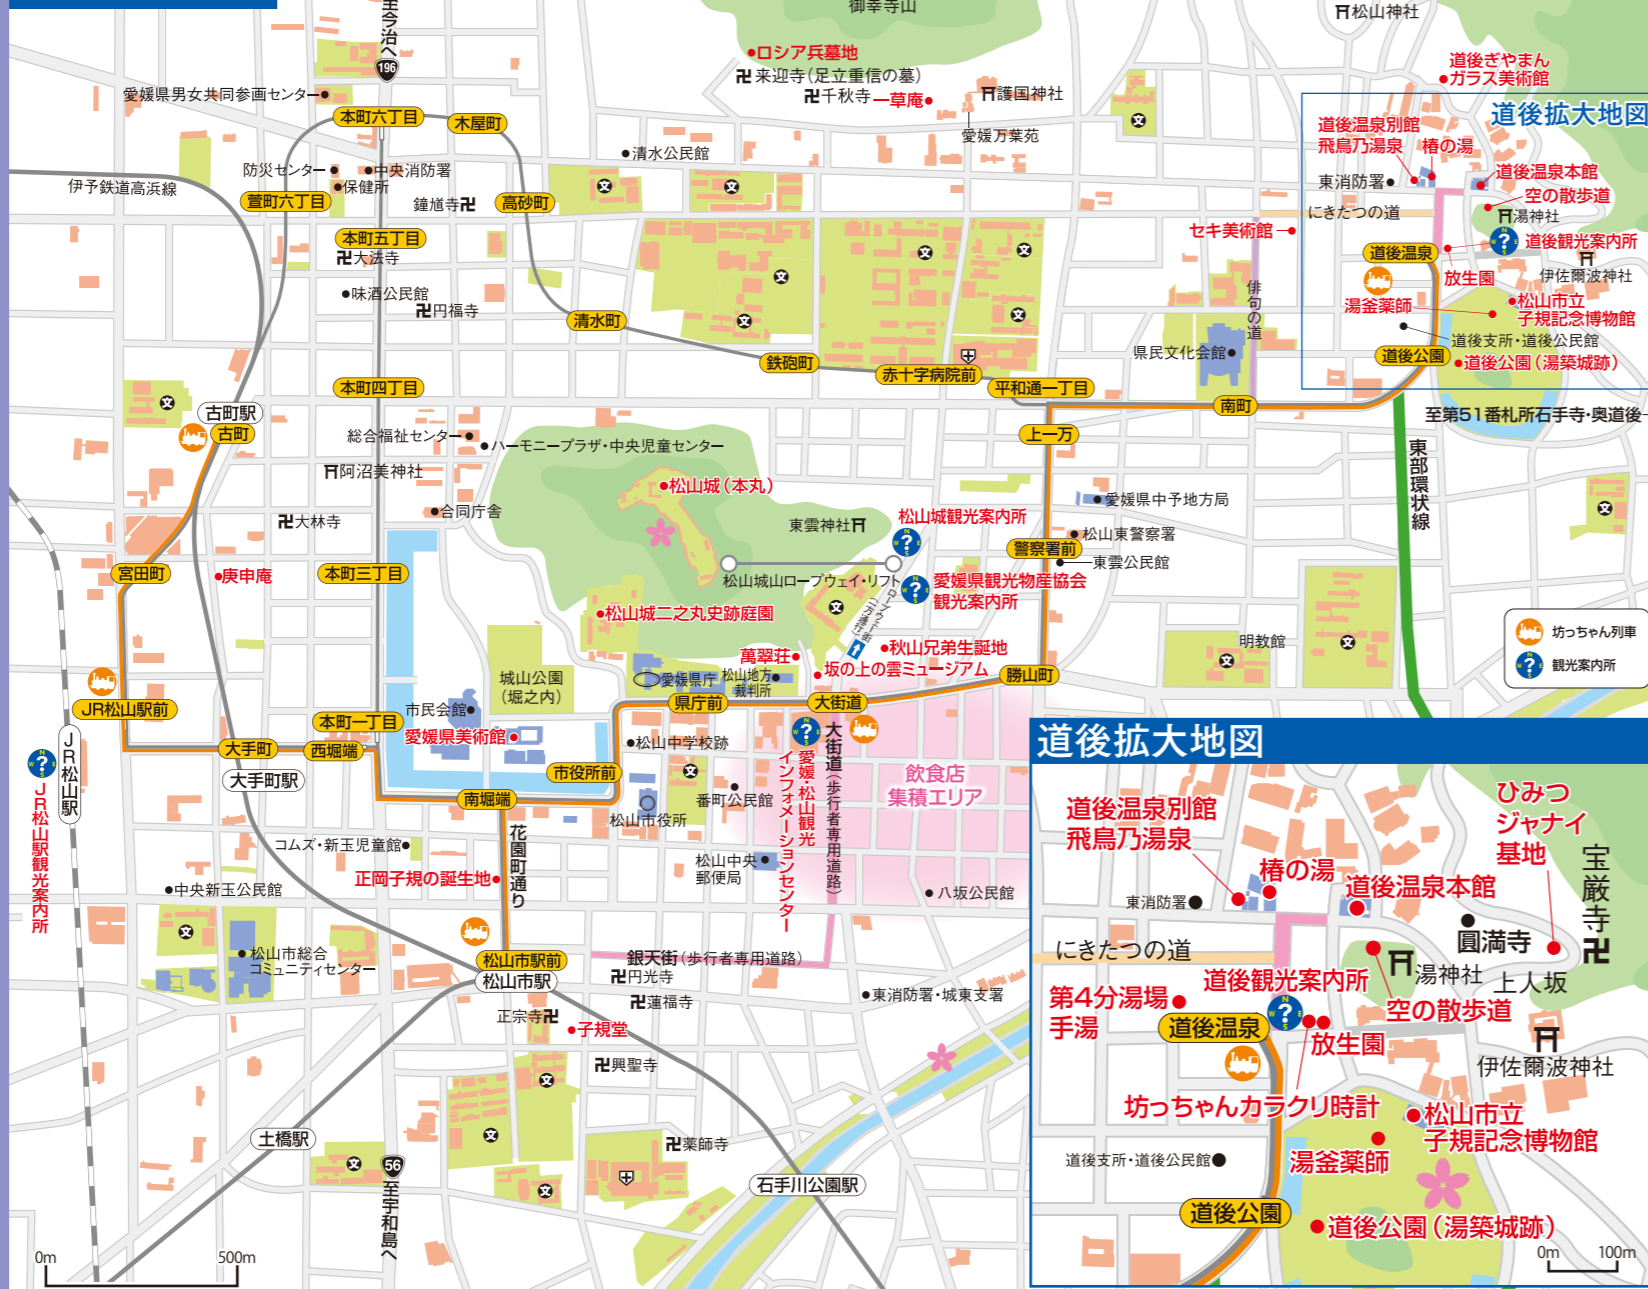 御幸寺山
松山神社
至今治へ
196
ロシア兵墓地
来迎寺(足立重信の墓)
千秋寺
一草庵
護国神社
愛媛万葉苑
道後ぎやまん
ガラス美術館
愛媛県男女共同参画センター
本町六丁目
木屋町
清水公民館
道後拡大地図
道後温泉別館
飛鳥乃湯泉
椿の湯
道後温泉本館
東消防署
空の散歩道
にきたつの道
湯神社
セキ美術館
道後観光案内所
道後温泉
伊佐爾波神社
放生園
湯釜薬師
松山市立
子規記念博物館
道後支所・道後公民館
道後公園
道後公園(湯築城跡)
伊予鉄道高浜線
防災センター
中央消防署
保健所
萱町六丁目
鐘馗寺
高砂町
本町五丁目
大法寺
味酒公民館
円福寺
清水町
俳句の道
県民文化会館
鉄砲町
赤十字病院前
平和通一丁目
南町
本町四丁目
古町駅
古町
総合福祉センター
ハーモニープラザ・中央児童センター
上一万
至第51番札所石手寺・奥道後
東部環状線
阿沼美神社
松山城(本丸)
愛媛県中予地方局
合同庁舎
大林寺
東雲神社
松山城観光案内所
松山東警察署
警察署前
東雲公民館
宮田町
庚申庵
本町三丁目
松山城山ロープウェイ・リフト
愛媛県観光物産協会
観光案内所
松山城二之丸史跡庭園
ロープウェー街
(一方通行)
明教館
坊っちゃん列車
観光案内所
秋山兄弟生誕地
萬翠荘
坂の上の雲ミュージアム
勝山町
城山公園
(堀之内)
愛媛県庁
松山地方
裁判所
県庁前
大街道
JR松山駅前
本町一丁目
市民会館
愛媛県美術館
大手町
西堀端
松山中学校跡
JR松山駅
大手町駅
市役所前
南堀端
番町公民館
松山市役所
愛媛・松山観光
インフォメーションセンター
大街道(歩行者専用道路)
飲食店
集積エリア
JR松山駅観光案内所
コムズ・新玉児童館
花園町通り
松山中央
郵便局
正岡子規の誕生地
中央新玉公民館
八坂公民館
松山市総合
コミュニティセンター
松山市駅前
松山市駅
銀天街(歩行者専用道路)
円光寺
蓮福寺
東消防署・城東支署
正宗寺
子規堂
興聖寺
土橋駅
56
至宇和島へ
薬師寺
石手川公園駅
0m
500m
道後拡大地図
道後温泉別館
飛鳥乃湯泉
椿の湯
道後温泉本館
ひみつ
ジャナイ
基地
宝厳寺
東消防署
圓満寺
にきたつの道
湯神社
上人坂
道後観光案内所
第4分湯場
手湯
空の散歩道
道後温泉
放生園
伊佐爾波神社
坊っちゃんカラクリ時計
松山市立
子規記念博物館
湯釜薬師
道後支所・道後公民館
道後公園
道後公園(湯築城跡)
0m
100m